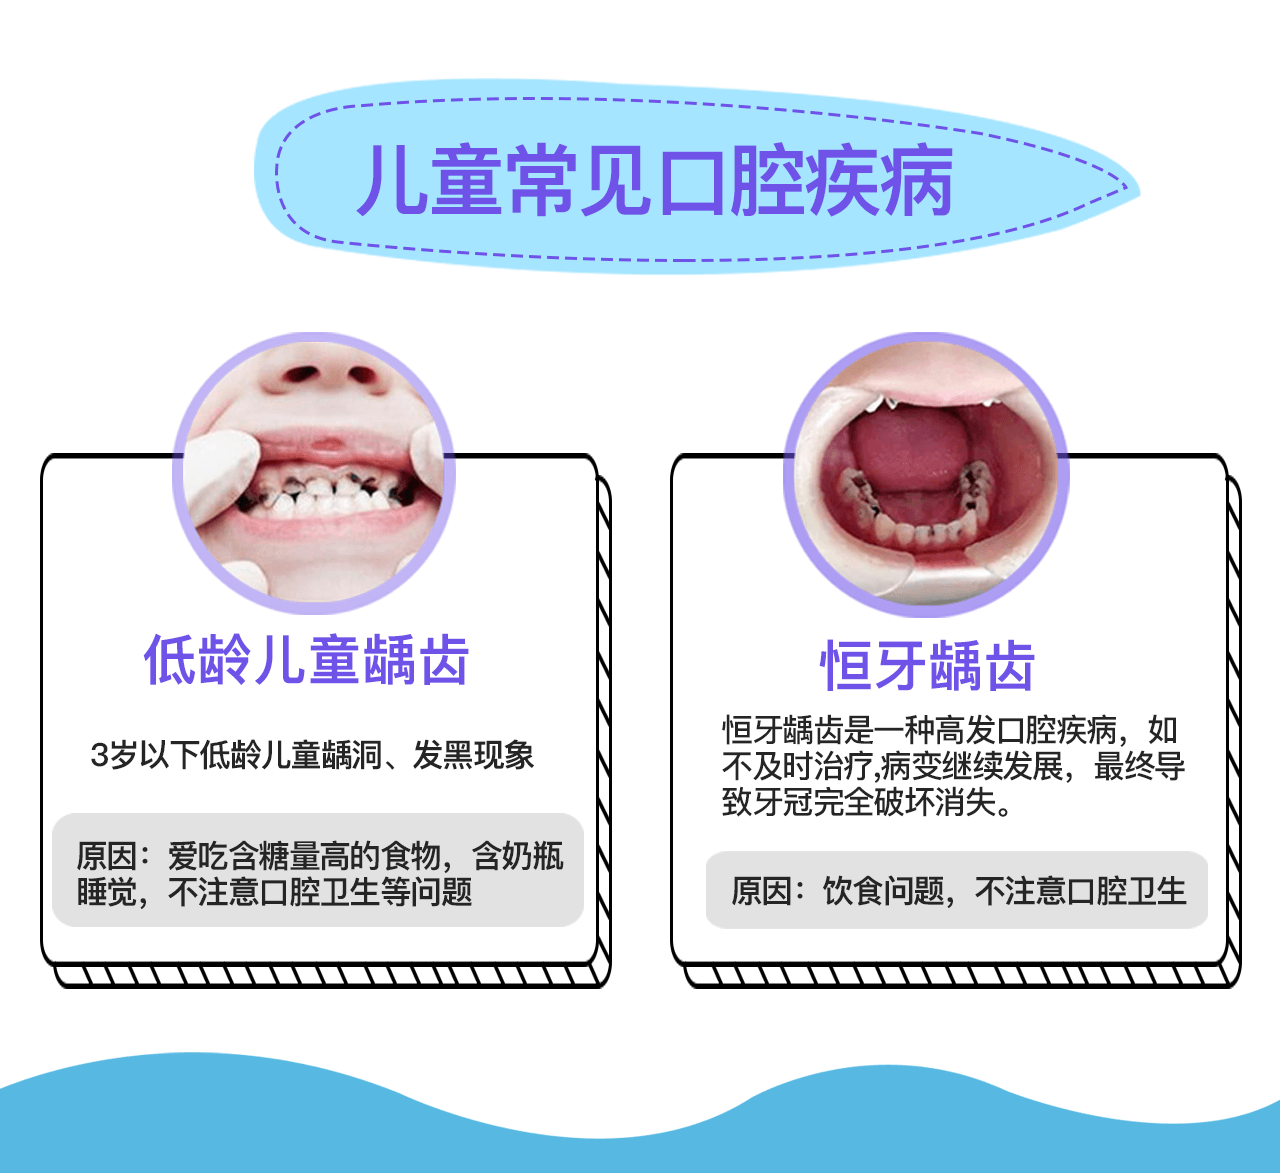 儿童常见口腔疾病
低龄儿童龋齿
3岁以下低龄儿童龋洞、发黑现象
原因：爱吃含糖量高的食物，含奶瓶
睡觉，不注意口腔卫生等问题
恒牙龋齿
恒牙龋齿是一种高发口腔疾病，如
不及时治疗,病变继续发展，最终导
致牙冠完全破坏消失。
原因：饮食问题，不注意口腔卫生